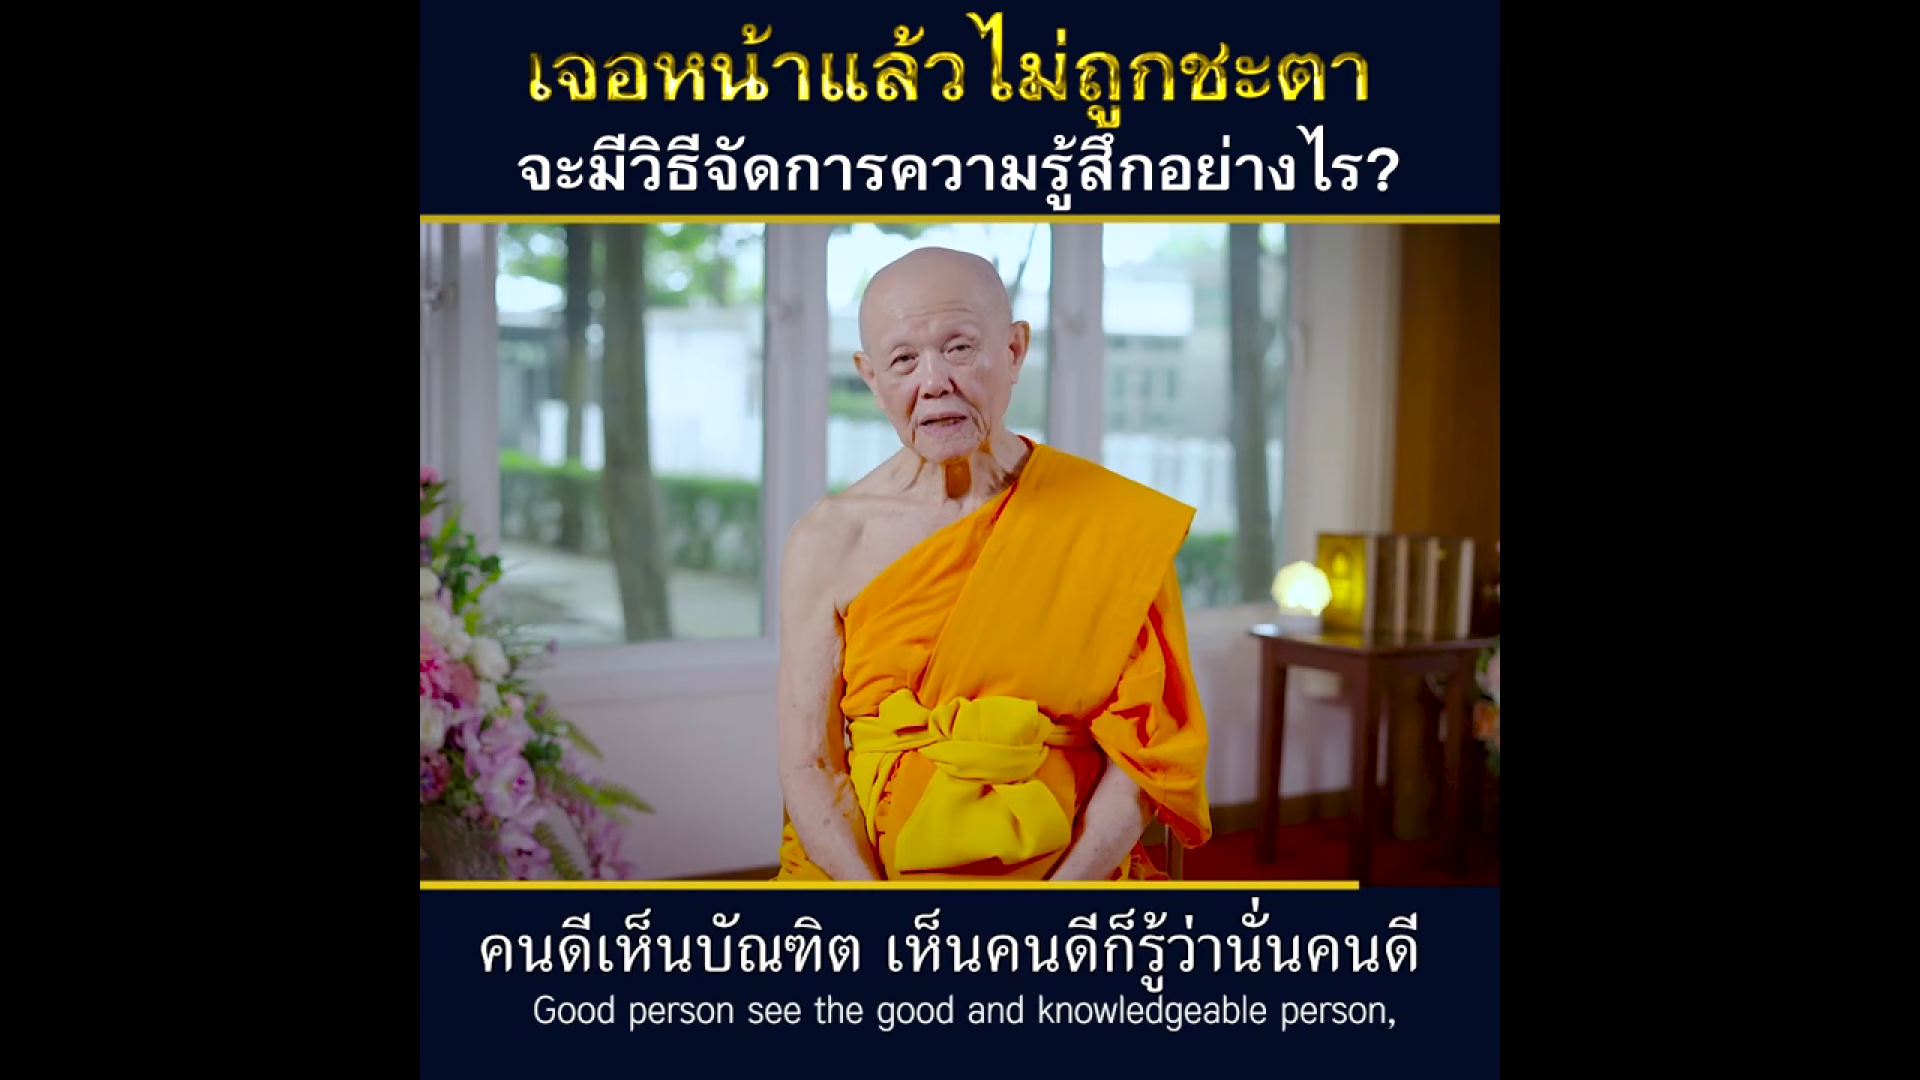 เจอหน้าแล้วไม่ถูกชะตา
จะมีวิธีจัดการความรู้สึกอย่างไร?
คนดีเห็นบัณฑิต เห็นคนดีก็รู้ว่านั่นคนดี
Good person see the good and knowledgeable person,